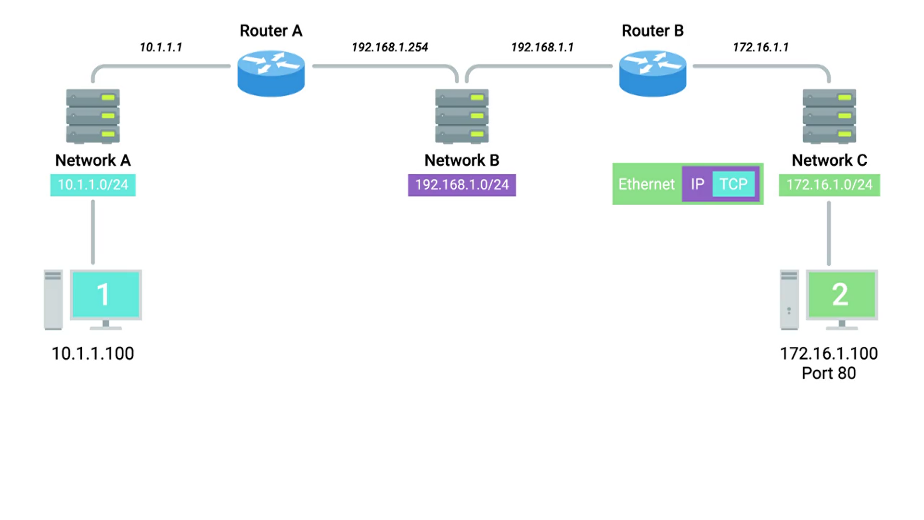 Router A
Router B
10.1.1.1
192.168.1.254
192.168.1.1
172.16.1.1
Network A
Network B
Network C
10.1.1.0/24
192.168.1.0/24
Ethernet IP TCP
172.16.1.0/24
1
2
10.1.1.100
172.16.1.100
Port 80